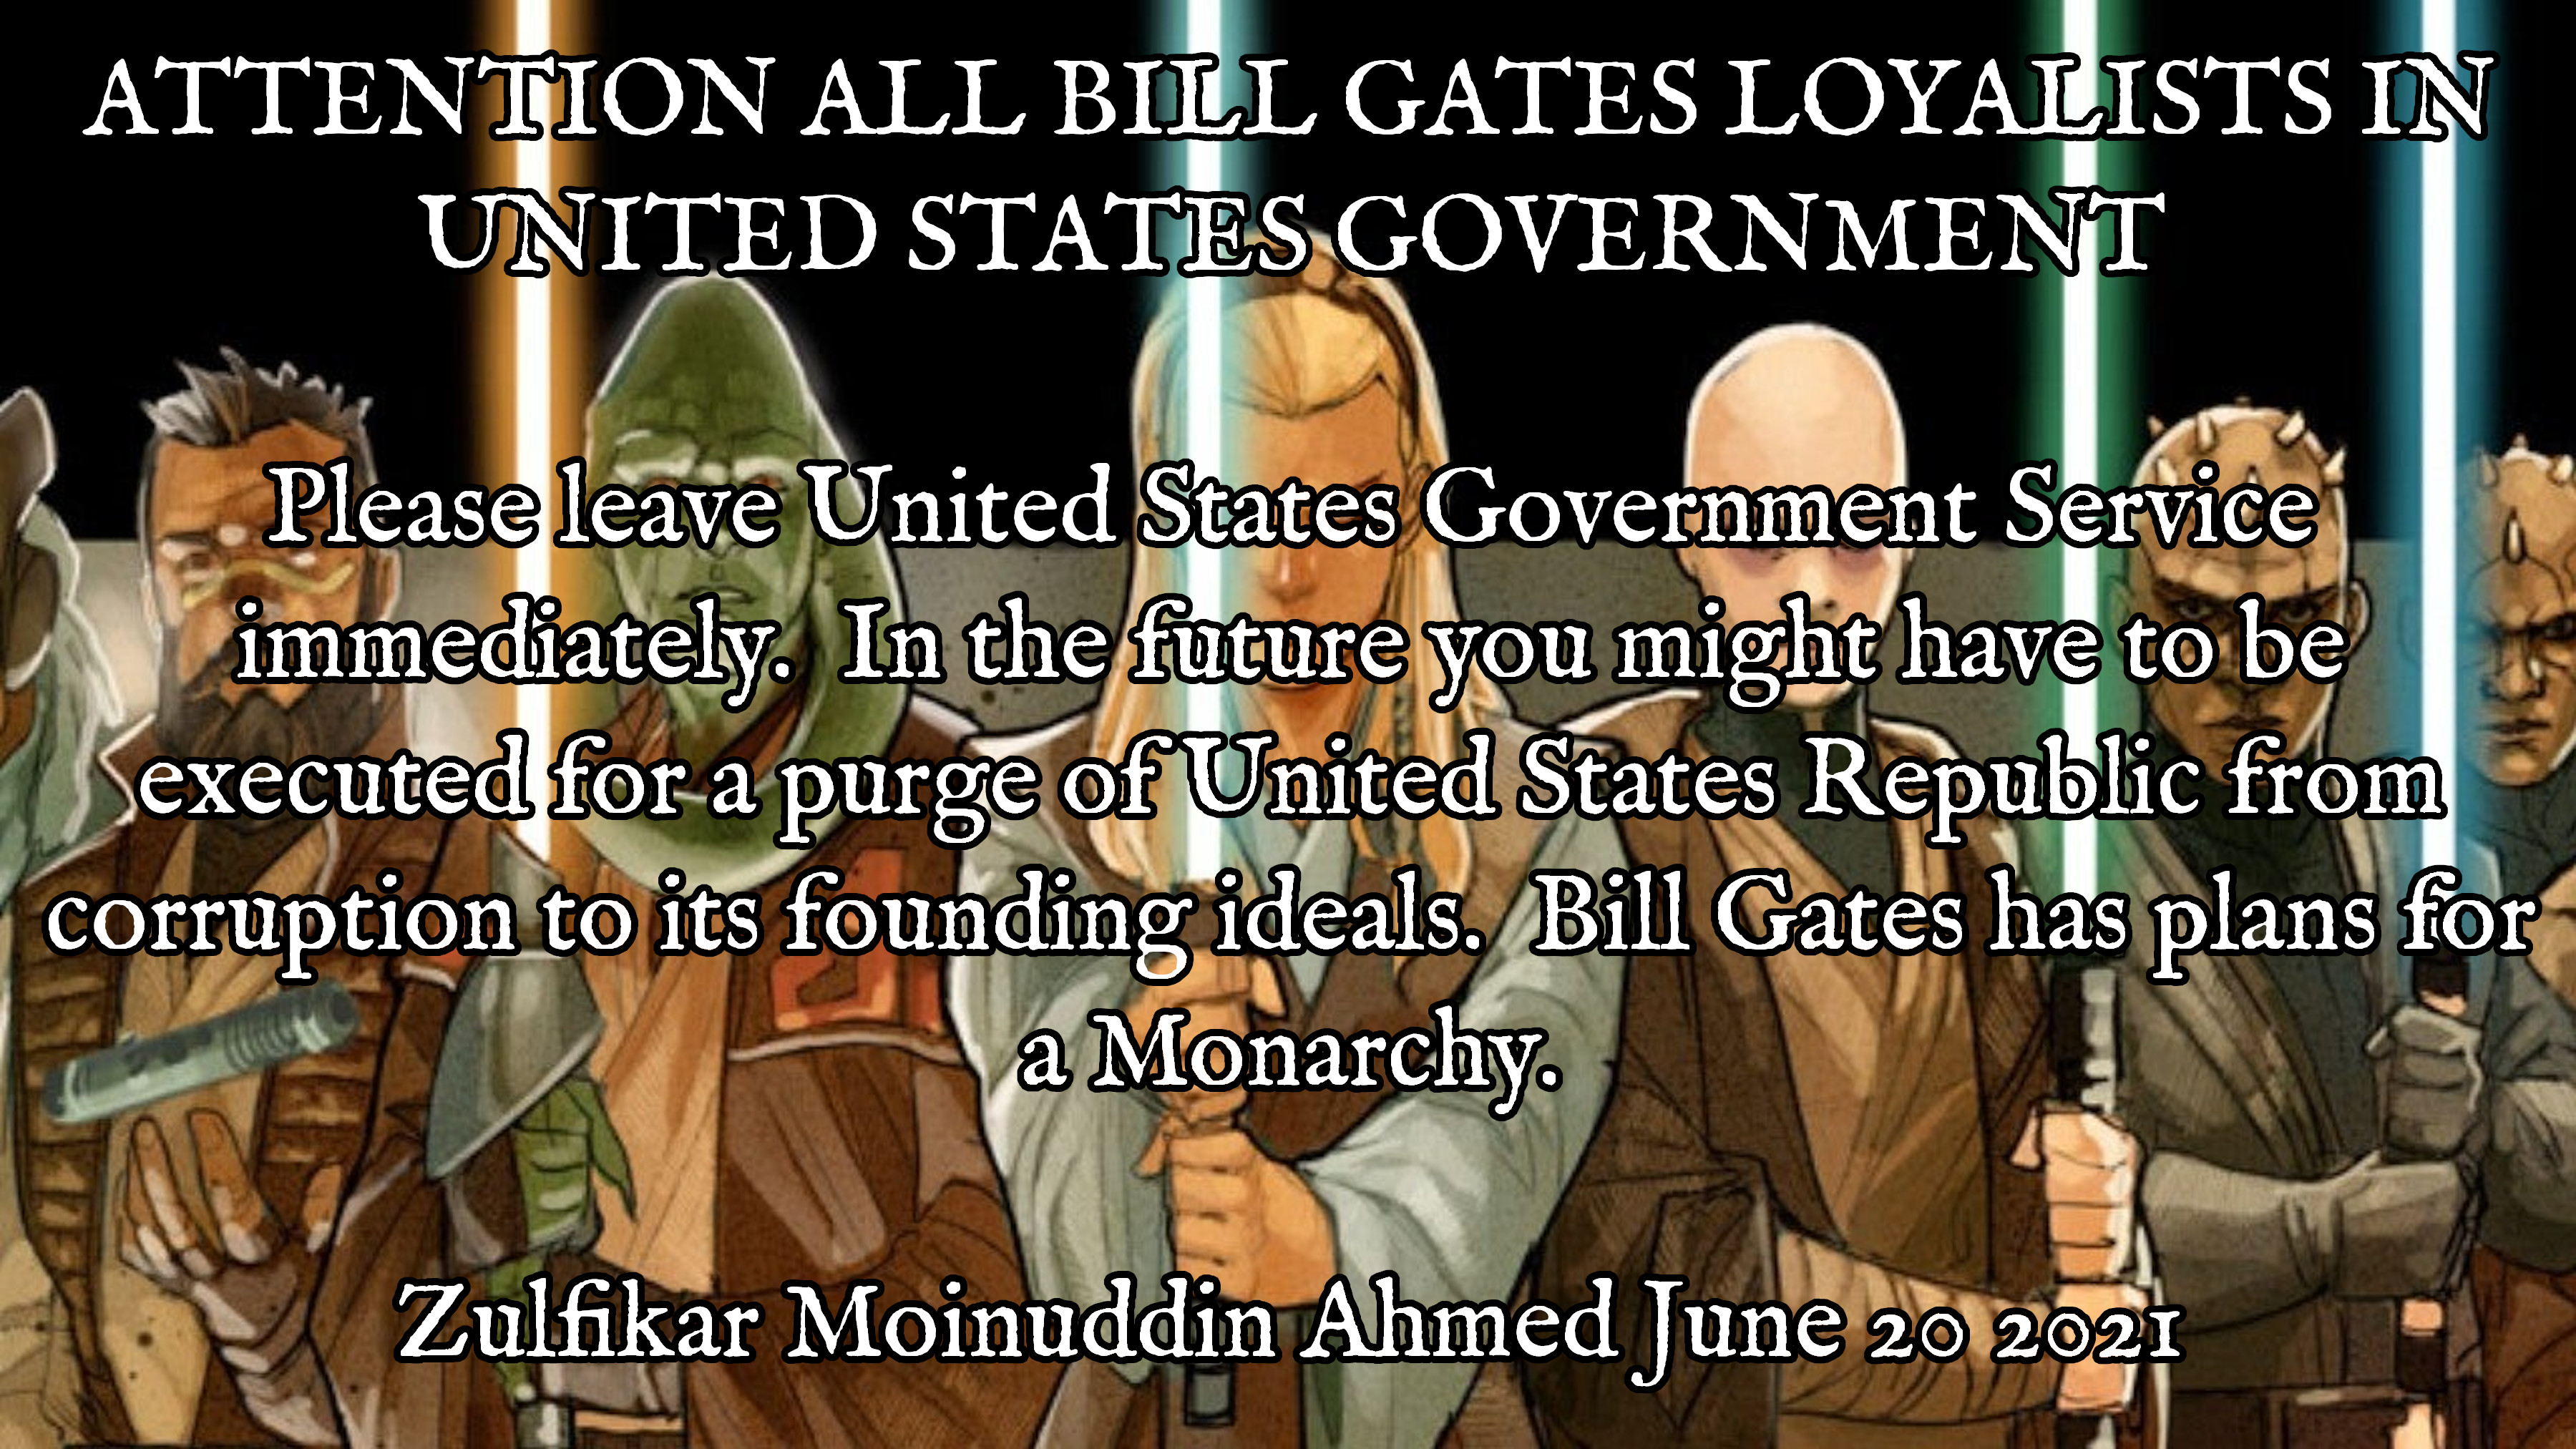 ATTENTION ALL BILL GATES LOYALISTS IN
UNITED STATES GOVERNMENT
Please leave United States Government Service
immediately.  In the future you might have to be
executed for a purge of United States Republic from
corruption to its founding ideals.  Bill Gates has plans for
a Monarchy.
Zulfikar Moinuddin Ahmed June 20 2021